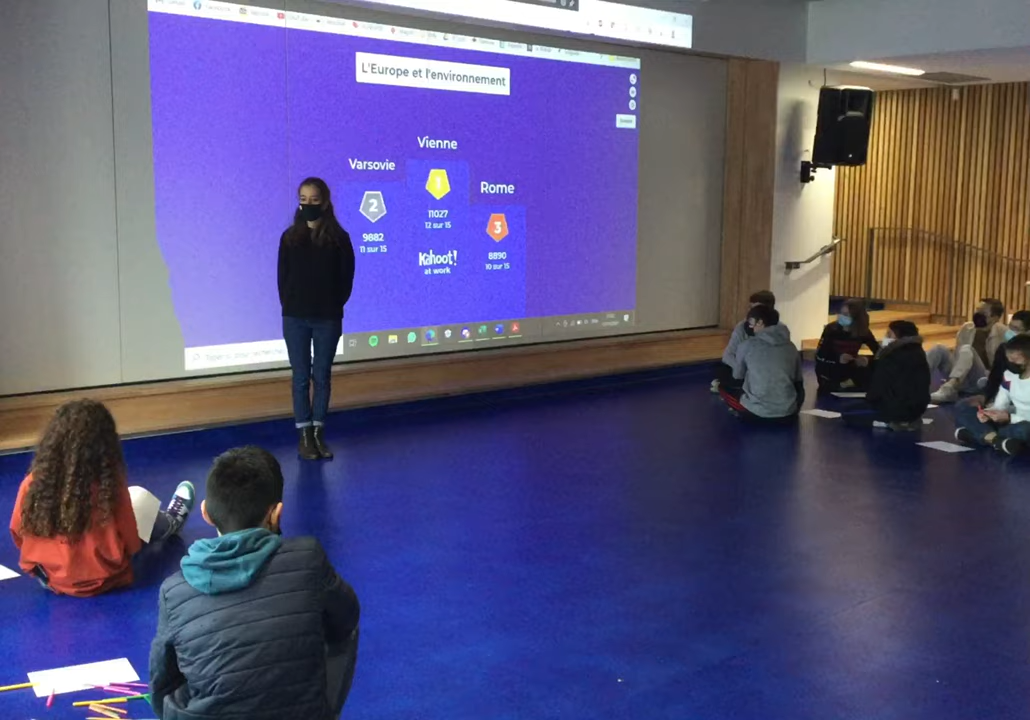 L'Europe et l'environnement
Vienne
Varsovie
Rome
1
2
3
11027
12 sur 15
9882
11 sur 15
8890
10 sur 15
Kahoot!
at work